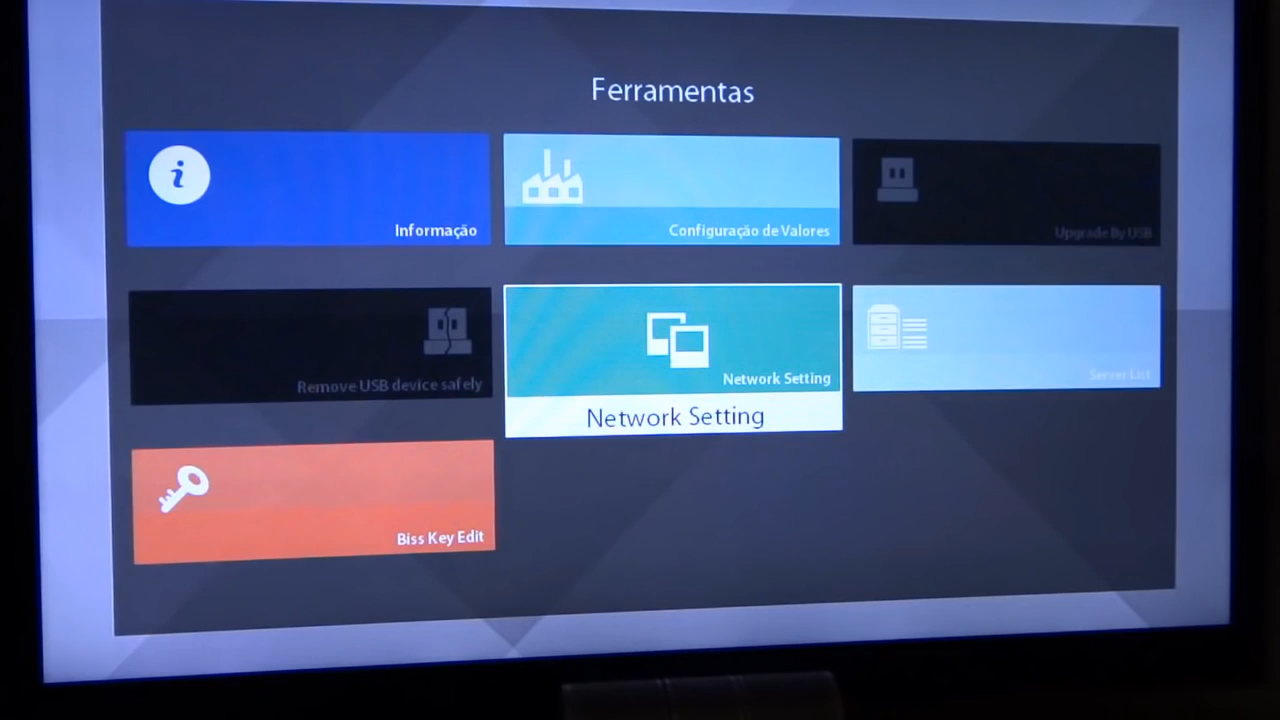 Ferramentas
Informação
Configuração de Valores
Upgrade By USB
Remove USB device safely
Network Setting
Network Setting
Server List
Biss Key Edit